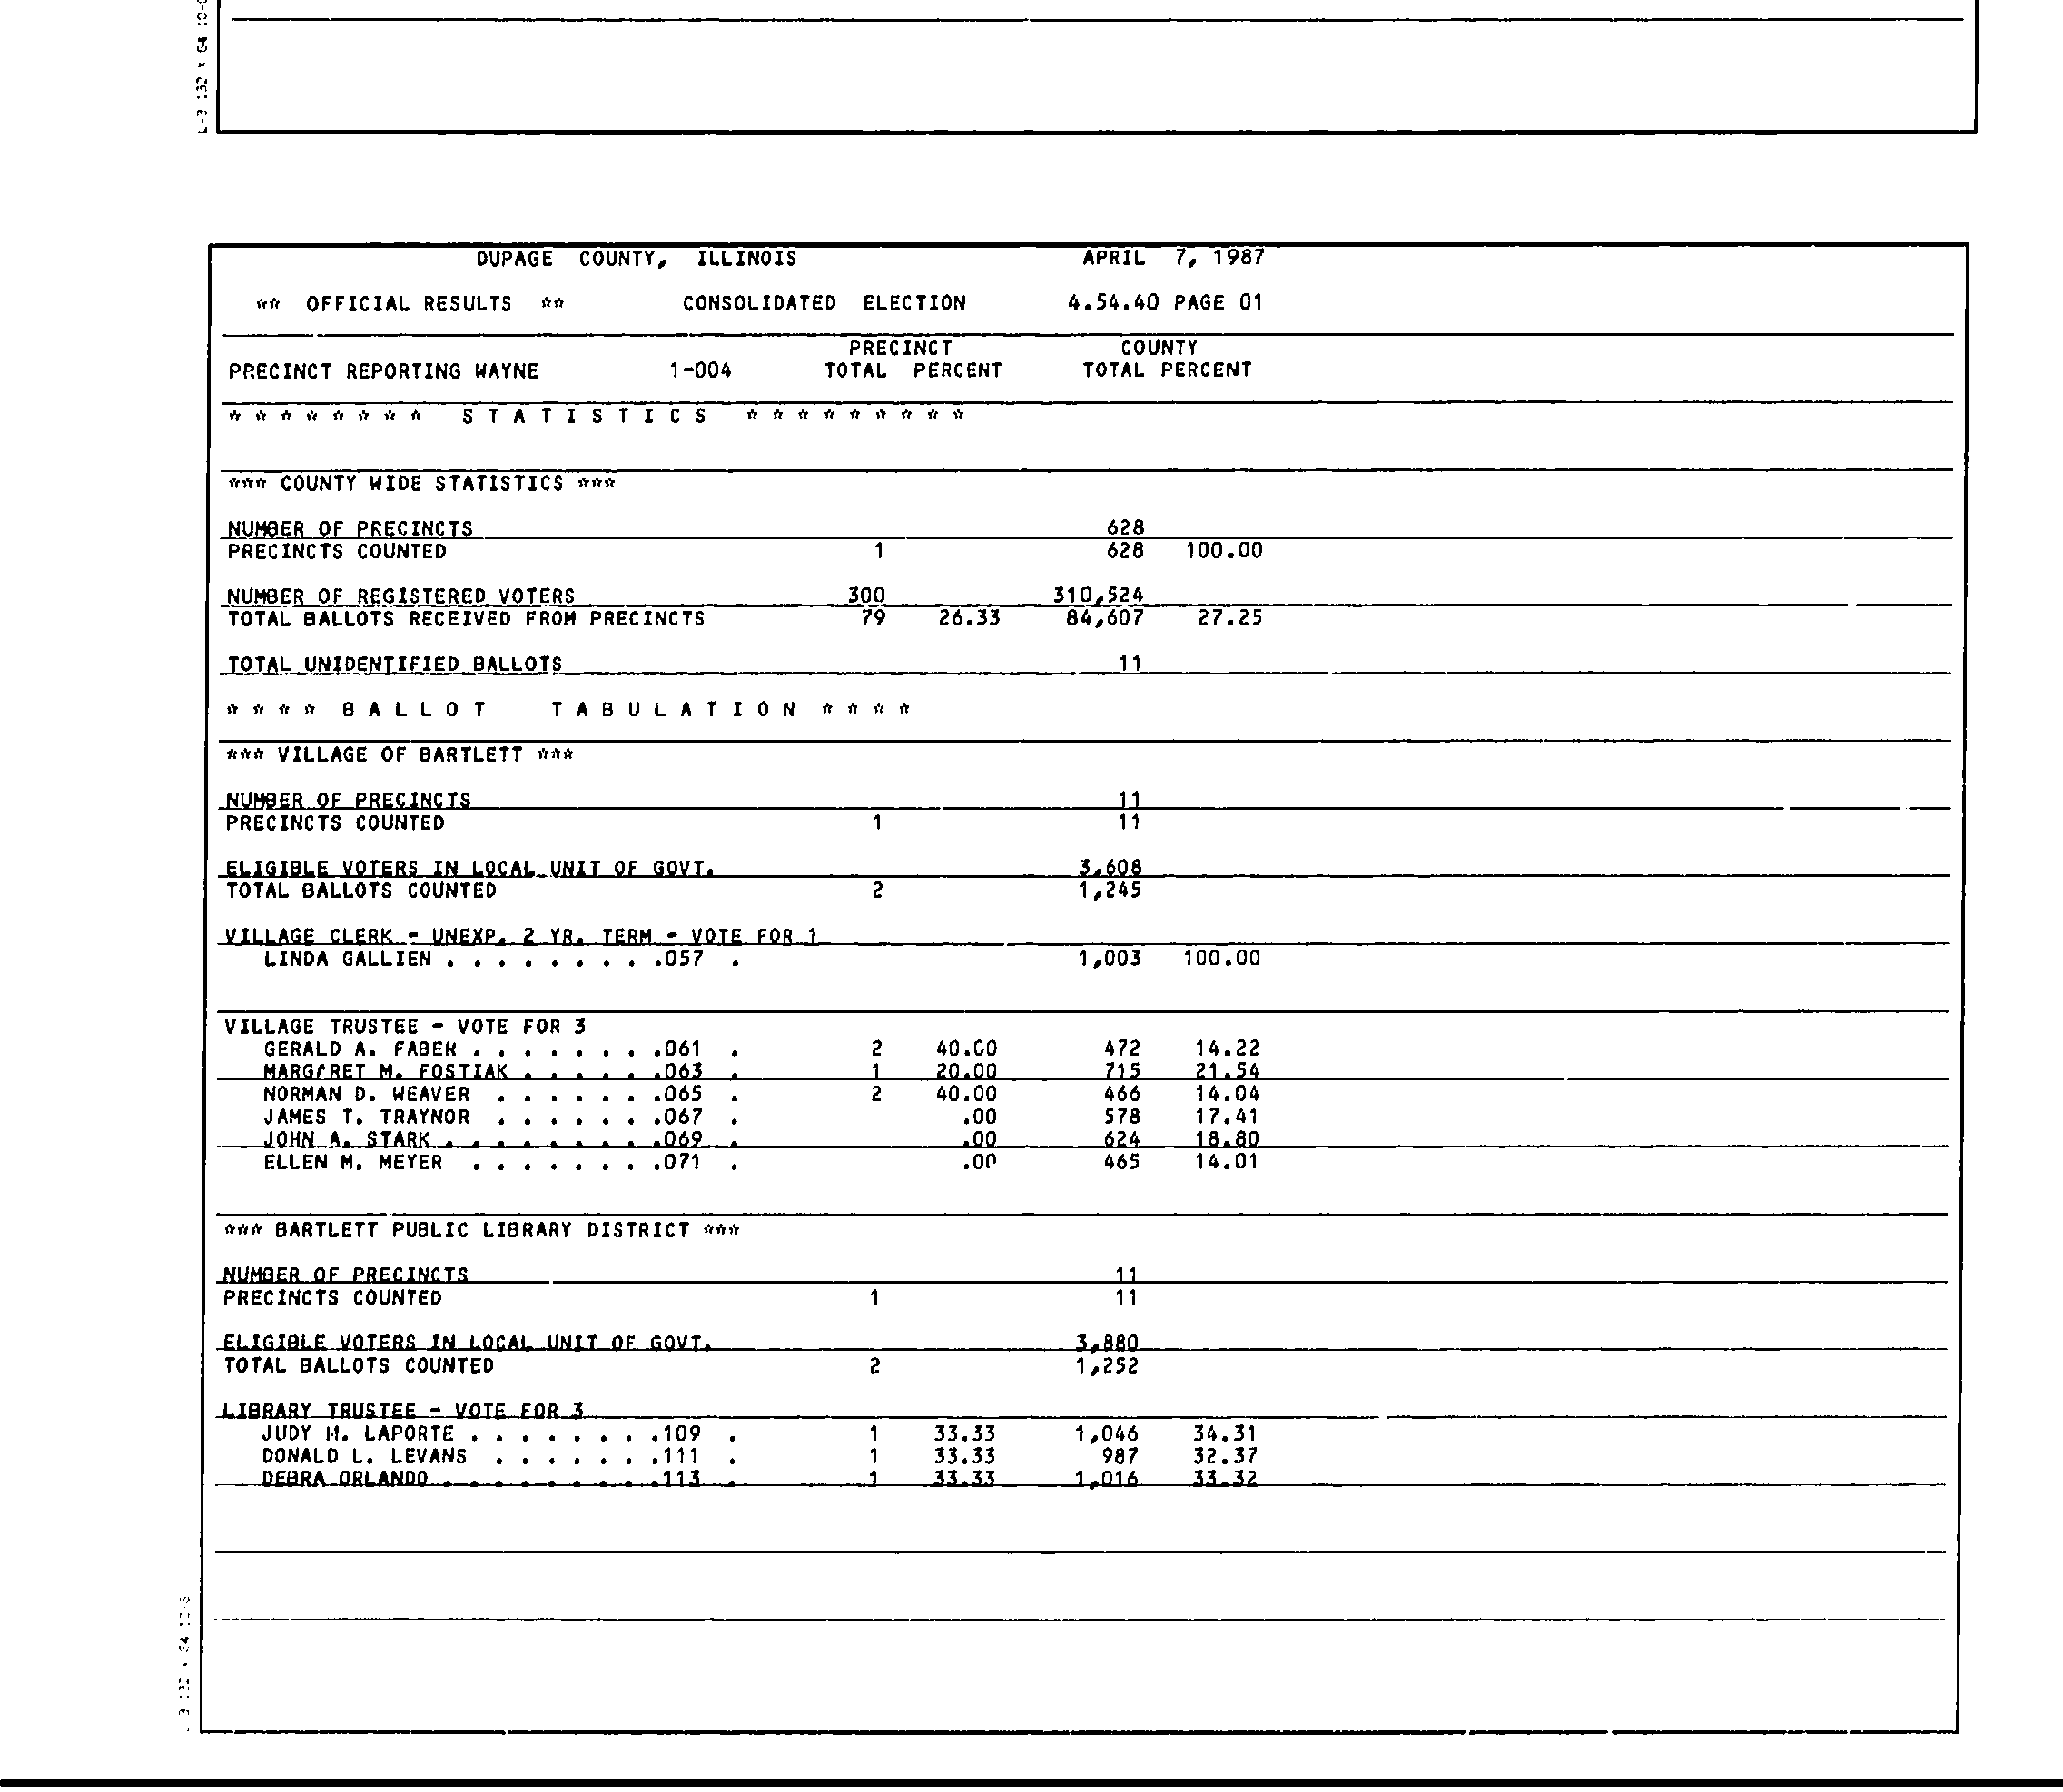 DUPAGE COUNTY, ILLINOIS APRIL 7, 1987
** OFFICIAL RESULTS ** CONSOLIDATED ELECTION 4.54.40 PAGE 01
PRECINCT COUNTY
PRECINCT REPORTING WAYNE 1-004 TOTAL PERCENT TOTAL PERCENT
* * * * * * * * S T A T I S T I C S * * * * * * * * *
*** COUNTY WIDE STATISTICS ***
NUMBER OF PRECINCTS 628
PRECINCTS COUNTED 1 628 100.00
NUMBER OF REGISTERED VOTERS 300 310,524
TOTAL BALLOTS RECEIVED FROM PRECINCTS 79 26.33 84,607 27.25
TOTAL UNIDENTIFIED BALLOTS 11
* * * * B A L L O T T A B U L A T I O N * * * *
*** VILLAGE OF BARTLETT ***
NUMBER OF PRECINCTS 11
PRECINCTS COUNTED 1 11
ELIGIBLE VOTERS IN LOCAL UNIT OF GOVT. 3,608
TOTAL BALLOTS COUNTED 2 1,245
VILLAGE CLERK - UNEXP. 2 YR. TERM - VOTE FOR 1
LINDA GALLIEN . . . . . . . . .057 . 1,003 100.00
VILLAGE TRUSTEE - VOTE FOR 3
GERALD A. FABER . . . . . . . .061 . 2 40.00 472 14.22
MARGARET M. FOSTIAK . . . . . .063 . 1 20.00 715 21.54
NORMAN D. WEAVER . . . . . . .065 . 2 40.00 466 14.04
JAMES T. TRAYNOR . . . . . . .067 . .00 578 17.41
JOHN A. STARK . . . . . . . . .069 . .00 624 18.80
ELLEN M. MEYER . . . . . . . .071 . .00 465 14.01
*** BARTLETT PUBLIC LIBRARY DISTRICT ***
NUMBER OF PRECINCTS 11
PRECINCTS COUNTED 1 11
ELIGIBLE VOTERS IN LOCAL UNIT OF GOVT. 3,880
TOTAL BALLOTS COUNTED 2 1,252
LIBRARY TRUSTEE - VOTE FOR 3
JUDY M. LAPORTE . . . . . . . .109 . 1 33.33 1,046 34.31
DONALD L. LEVANS . . . . . . .111 . 1 33.33 987 32.37
DEBRA ORLANDO . . . . . . . . .113 . 1 33.33 1,016 33.32